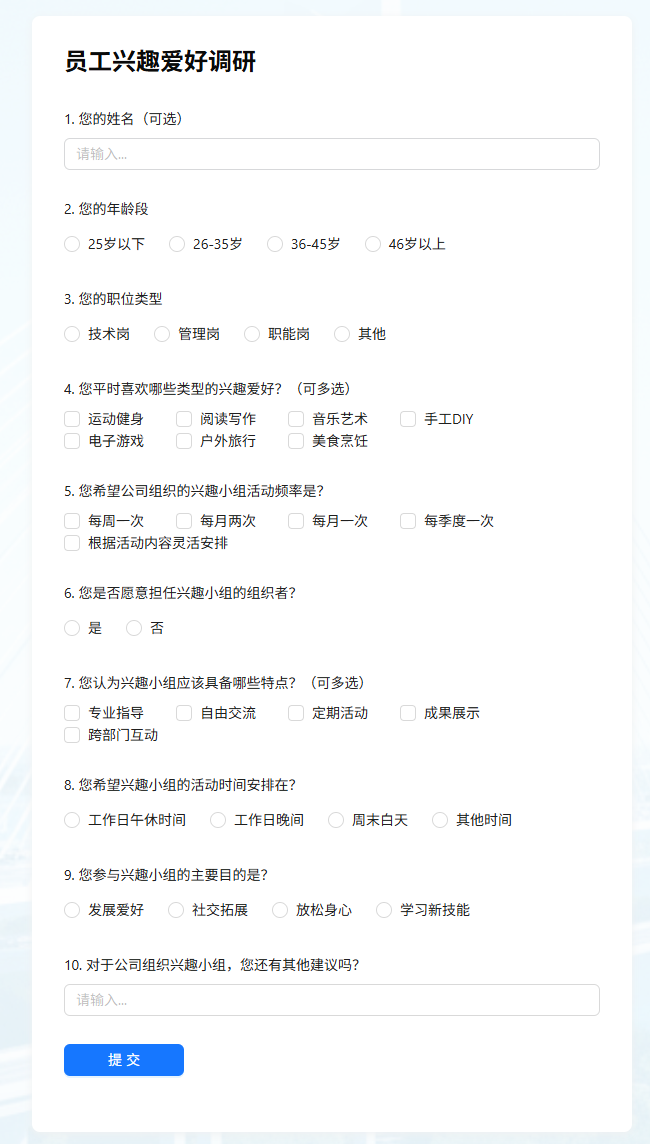 员工兴趣爱好调研
1. 您的姓名（可选）
请输入...
2. 您的年龄段
25岁以下 26-35岁 36-45岁 46岁以上
3. 您的职位类型
技术岗 管理岗 职能岗 其他
4. 您平时喜欢哪些类型的兴趣爱好？（可多选）
运动健身 阅读写作 音乐艺术 手工DIY
电子游戏 户外旅行 美食烹饪
5. 您希望公司组织的兴趣小组活动频率是？
每周一次 每月两次 每月一次 每季度一次
根据活动内容灵活安排
6. 您是否愿意担任兴趣小组的组织者？
是 否
7. 您认为兴趣小组应该具备哪些特点？（可多选）
专业指导 自由交流 定期活动 成果展示
跨部门互动
8. 您希望兴趣小组的活动时间安排在？
工作日午休时间 工作日晚间 周末白天 其他时间
9. 您参与兴趣小组的主要目的是？
发展爱好 社交拓展 放松身心 学习新技能
10. 对于公司组织兴趣小组，您还有其他建议吗？
请输入...
提 交